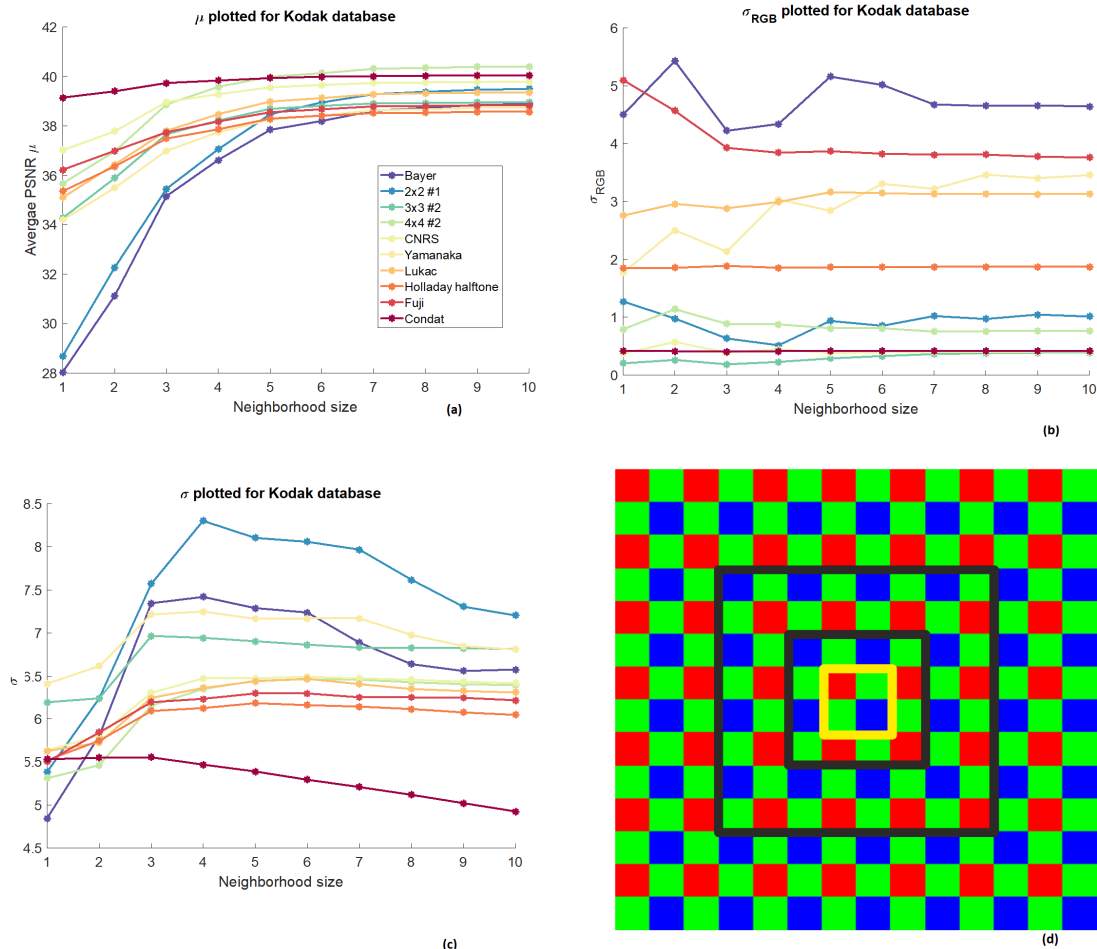 μ plotted for Kodak database
42
40
38
36
34
32
30
28
Avergae PSNR μ
1 2 3 4 5 6 7 8 9 10
Neighborhood size
(a)
Bayer
2x2 #1
3x3 #2
4x4 #2
CNRS
Yamanaka
Lukac
Holladay halftone
Fuji
Condat
σRGB plotted for Kodak database
6
5
4
3
2
1
0
σRGB
1 2 3 4 5 6 7 8 9 10
Neighborhood size
(b)
σ plotted for Kodak database
8.5
8
7.5
7
6.5
6
5.5
5
4.5
σ
1 2 3 4 5 6 7 8 9 10
Neighborhood size
(c)
(d)